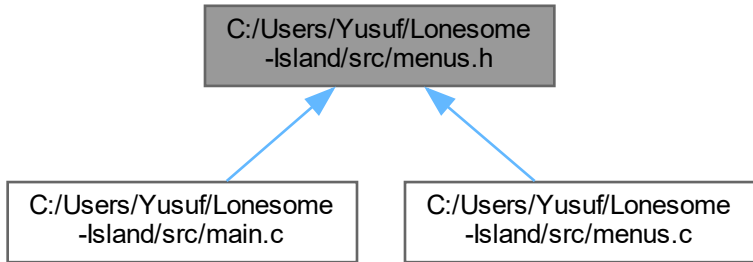 C:/Users/Yusuf/Lonesome
-Island/src/menus.h
C:/Users/Yusuf/Lonesome
-Island/src/main.c
C:/Users/Yusuf/Lonesome
-Island/src/menus.c